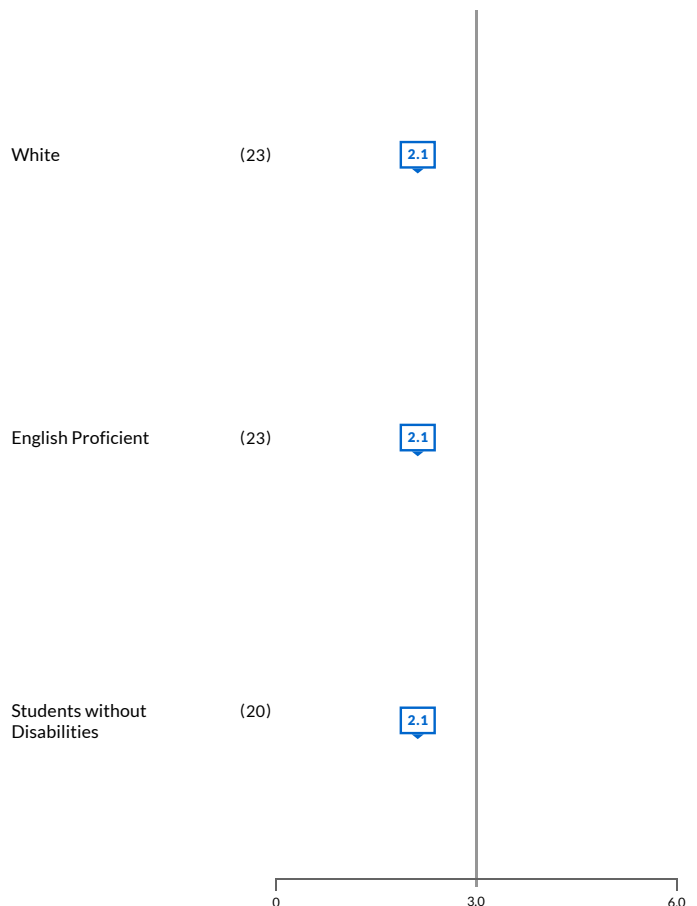 White (23) 2.1
English Proficient (23) 2.1
Students without (20) 2.1
Disabilities
0 3.0 6.0